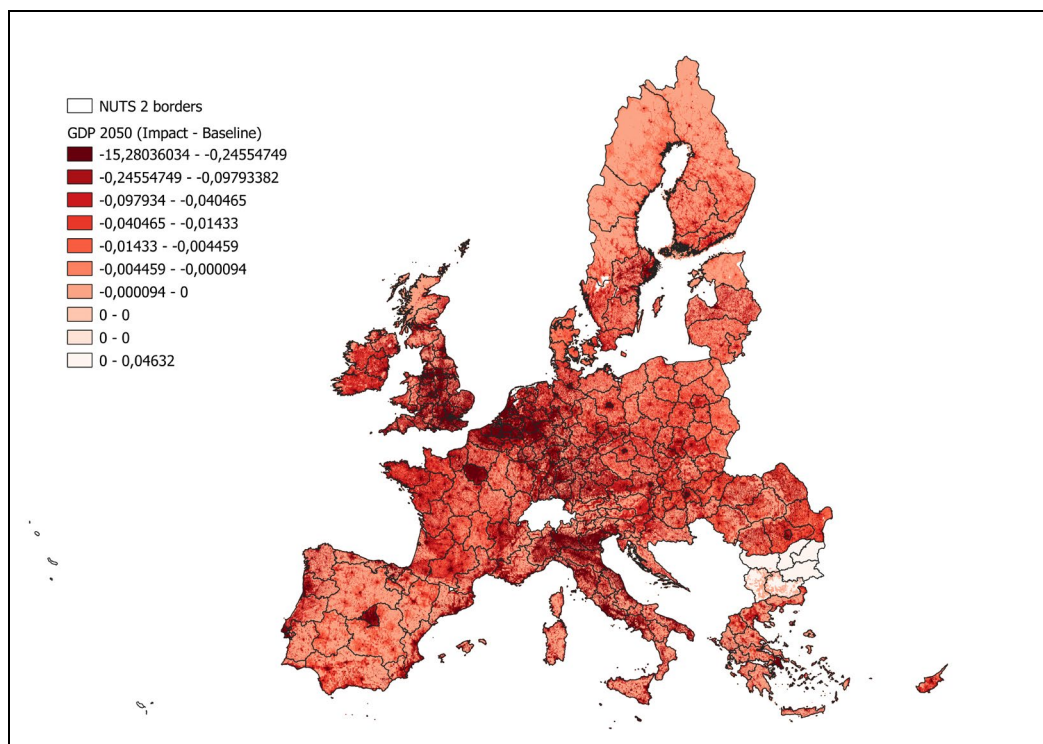 NUTS 2 borders
GDP 2050 (Impact - Baseline)
-15,28036034 - -0,24554749
-0,24554749 - -0,09793382
-0,097934 - -0,040465
-0,040465 - -0,01433
-0,01433 - -0,004459
-0,004459 - -0,000094
-0,000094 - 0
0 - 0
0 - 0
0 - 0,04632